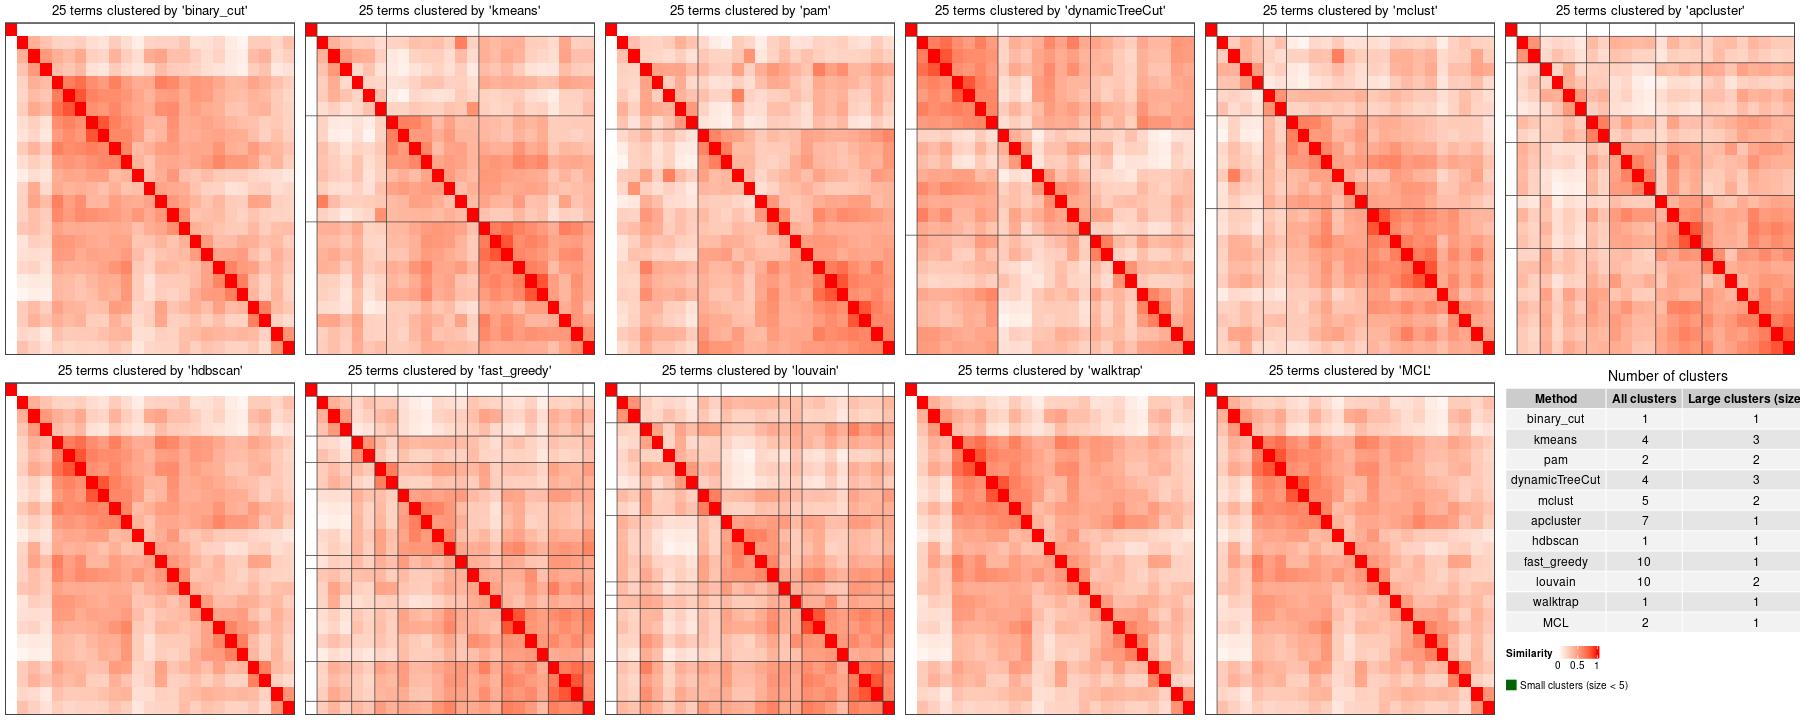 25 terms clustered by 'binary_cut'
25 terms clustered by 'kmeans'
25 terms clustered by 'pam'
25 terms clustered by 'dynamicTreeCut'
25 terms clustered by 'mclust'
25 terms clustered by 'apcluster'
25 terms clustered by 'hdbscan'
25 terms clustered by 'fast_greedy'
25 terms clustered by 'louvain'
25 terms clustered by 'walktrap'
25 terms clustered by 'MCL'
Number of clusters
Method All clusters Large clusters (size
binary_cut 1 1
kmeans 4 3
pam 2 2
dynamicTreeCut 4 3
mclust 5 2
apcluster 7 1
hdbscan 1 1
fast_greedy 10 1
louvain 10 2
walktrap 1 1
MCL 2 1
Similarity
0 0.5 1
Small clusters (size < 5)